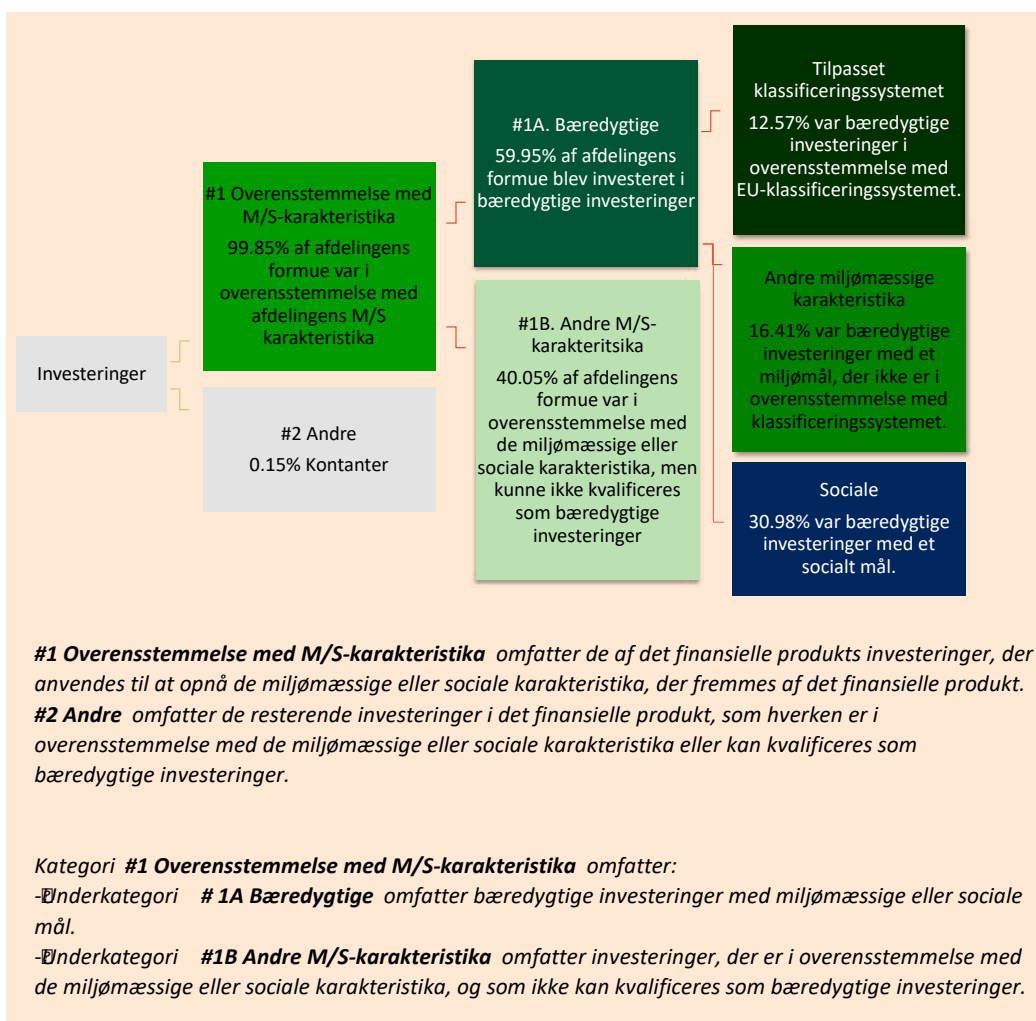 Investeringer
#1 Overensstemmelse med
M/S-karakteristika
99.85% af afdelingens
formue var i
overensstemmelse med
afdelingens M/S
karakteristika
#2 Andre
0.15% Kontanter
#1A. Bæredygtige
59.95% af afdelingens
formue blev investeret i
bæredygtige investeringer
#1B. Andre M/S-
karakteritsika
40.05% af afdelingens
formue var i
overensstemmelse med
de miljømæssige eller
sociale karakteristika, men
kunne ikke kvalificeres
som bæredygtige
investeringer
Tilpasset
klassificeringssystemet
12.57% var bæredygtige
investeringer i
overensstemmelse med
EU-klassificeringssystemet.
Andre miljømæssige
karakteristika
16.41% var bæredygtige
investeringer med et
miljømål, der ikke er i
overensstemmelse med
klassificeringssystemet.
Sociale
30.98% var bæredygtige
investeringer med et
socialt mål.
#1 Overensstemmelse med M/S-karakteristika omfatter de af det finansielle produkts investeringer, der
anvendes til at opnå de miljømæssige eller sociale karakteristika, der fremmes af det finansielle produkt.
#2 Andre omfatter de resterende investeringer i det finansielle produkt, som hverken er i
overensstemmelse med de miljømæssige eller sociale karakteristika eller kan kvalificeres som
bæredygtige investeringer.
Kategori #1 Overensstemmelse med M/S-karakteristika omfatter:
-Underkategori # 1A Bæredygtige omfatter bæredygtige investeringer med miljømæssige eller sociale
mål.
-Underkategori #1B Andre M/S-karakteristika omfatter investeringer, der er i overensstemmelse med
de miljømæssige eller sociale karakteristika, og som ikke kan kvalificeres som bæredygtige investeringer.